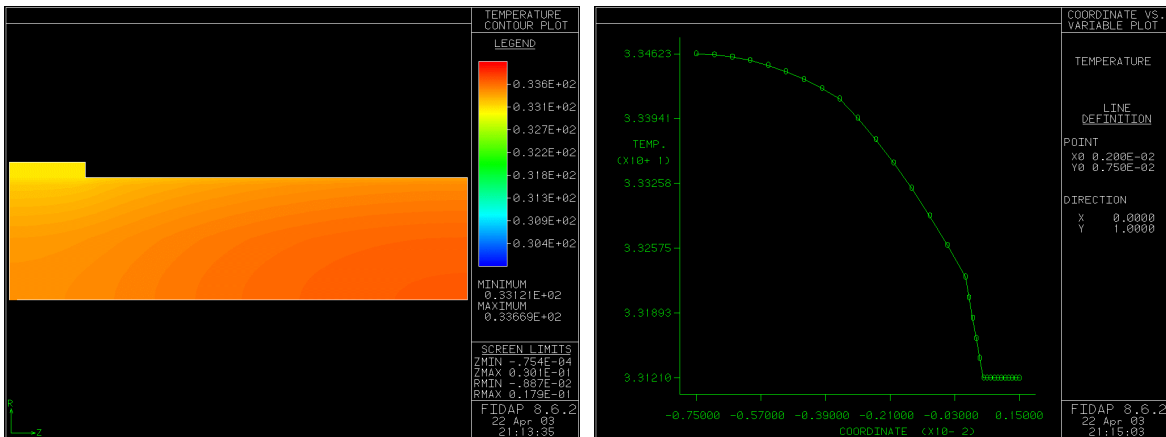 TEMPERATURE
CONTOUR PLOT
LEGEND
0.336E+02
0.331E+02
0.327E+02
0.322E+02
0.318E+02
0.313E+02
0.309E+02
0.304E+02
MINIMUM
0.33121E+02
MAXIMUM
0.33669E+02
SCREEN LIMITS
ZMIN -.754E-04
ZMAX 0.301E-01
RMIN -.887E-02
RMAX 0.179E-01
FIDAP 8.6.2
22 Apr 03
21:13:35
R
Z
COORDINATE VS.
VARIABLE PLOT
TEMPERATURE
LINE
DEFINITION
POINT
X0 0.200E-02
Y0 0.750E-02
DIRECTION
X 0.0000
Y 1.0000
FIDAP 8.6.2
22 Apr 03
21:15:03
3.34623
3.33941
TEMP.
(X10+ 1)
3.33258
3.32575
3.31893
3.31210
-0.75000 -0.57000 -0.39000 -0.21000 -0.03000 0.15000
COORDINATE (X10- 2)